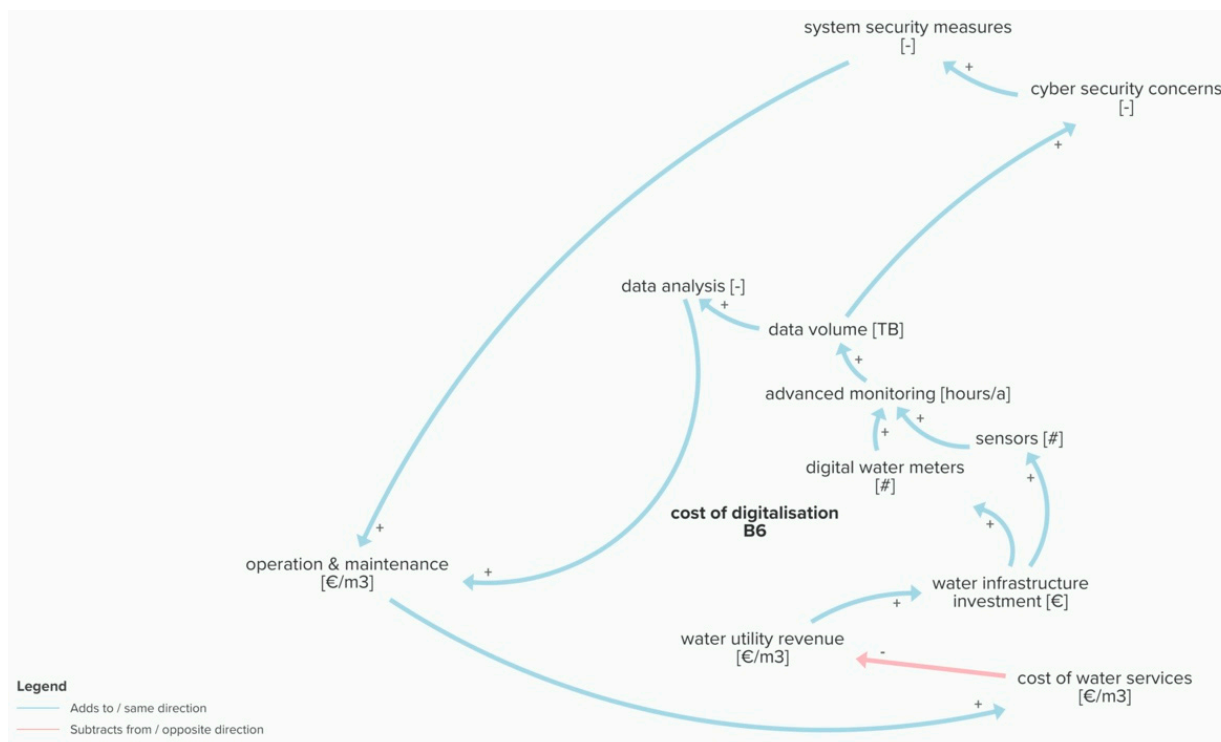 system security measures
[-]
+
cyber security concerns
[-]
+
data analysis [-]
+
data volume [TB]
+
advanced monitoring [hours/a]
+
+
sensors [#]
digital water meters
[#]
+
cost of digitalisation
B6
+
+
operation & maintenance
[€/m3]
+
water infrastructure
investment [€]
+
water utility revenue
[€/m3]
-
cost of water services
[€/m3]
+
Legend
Adds to / same direction
Subtracts from / opposite direction